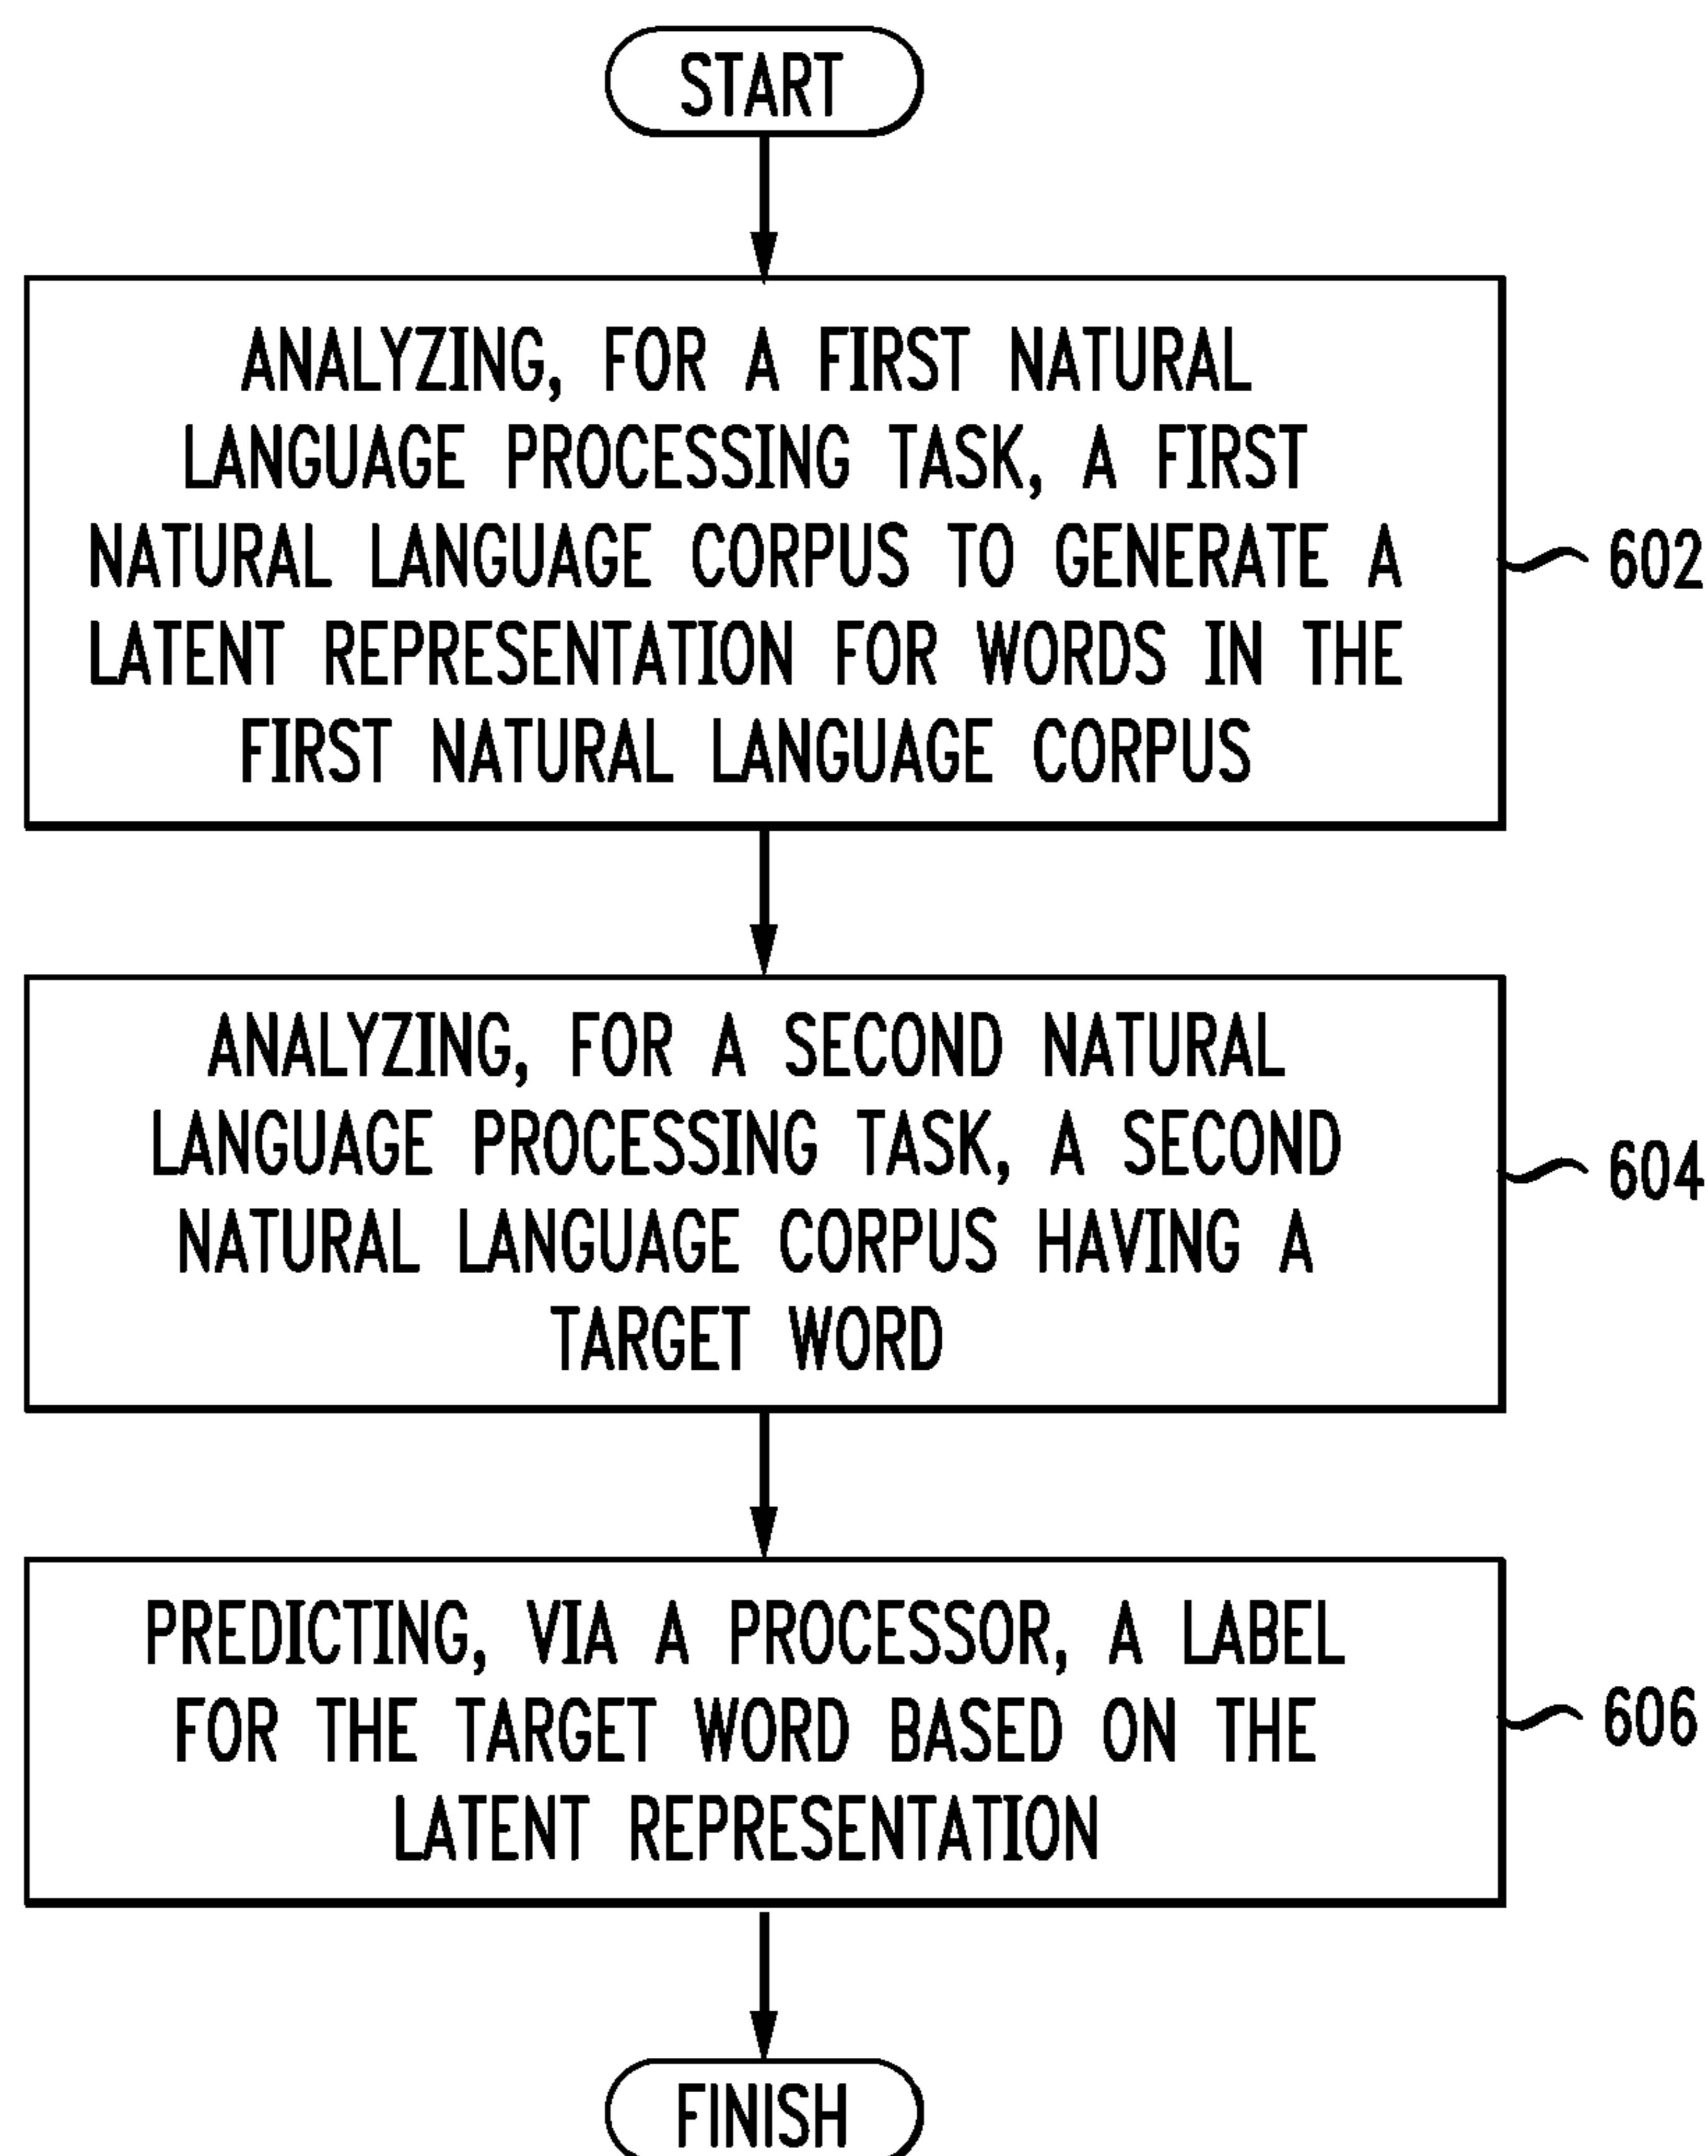 START
ANALYZING, FOR A FIRST NATURAL
LANGUAGE PROCESSING TASK, A FIRST
NATURAL LANGUAGE CORPUS TO GENERATE A
LATENT REPRESENTATION FOR WORDS IN THE
FIRST NATURAL LANGUAGE CORPUS
602
ANALYZING, FOR A SECOND NATURAL
LANGUAGE PROCESSING TASK, A SECOND
NATURAL LANGUAGE CORPUS HAVING A
TARGET WORD
604
PREDICTING, VIA A PROCESSOR, A LABEL
FOR THE TARGET WORD BASED ON THE
LATENT REPRESENTATION
606
FINISH